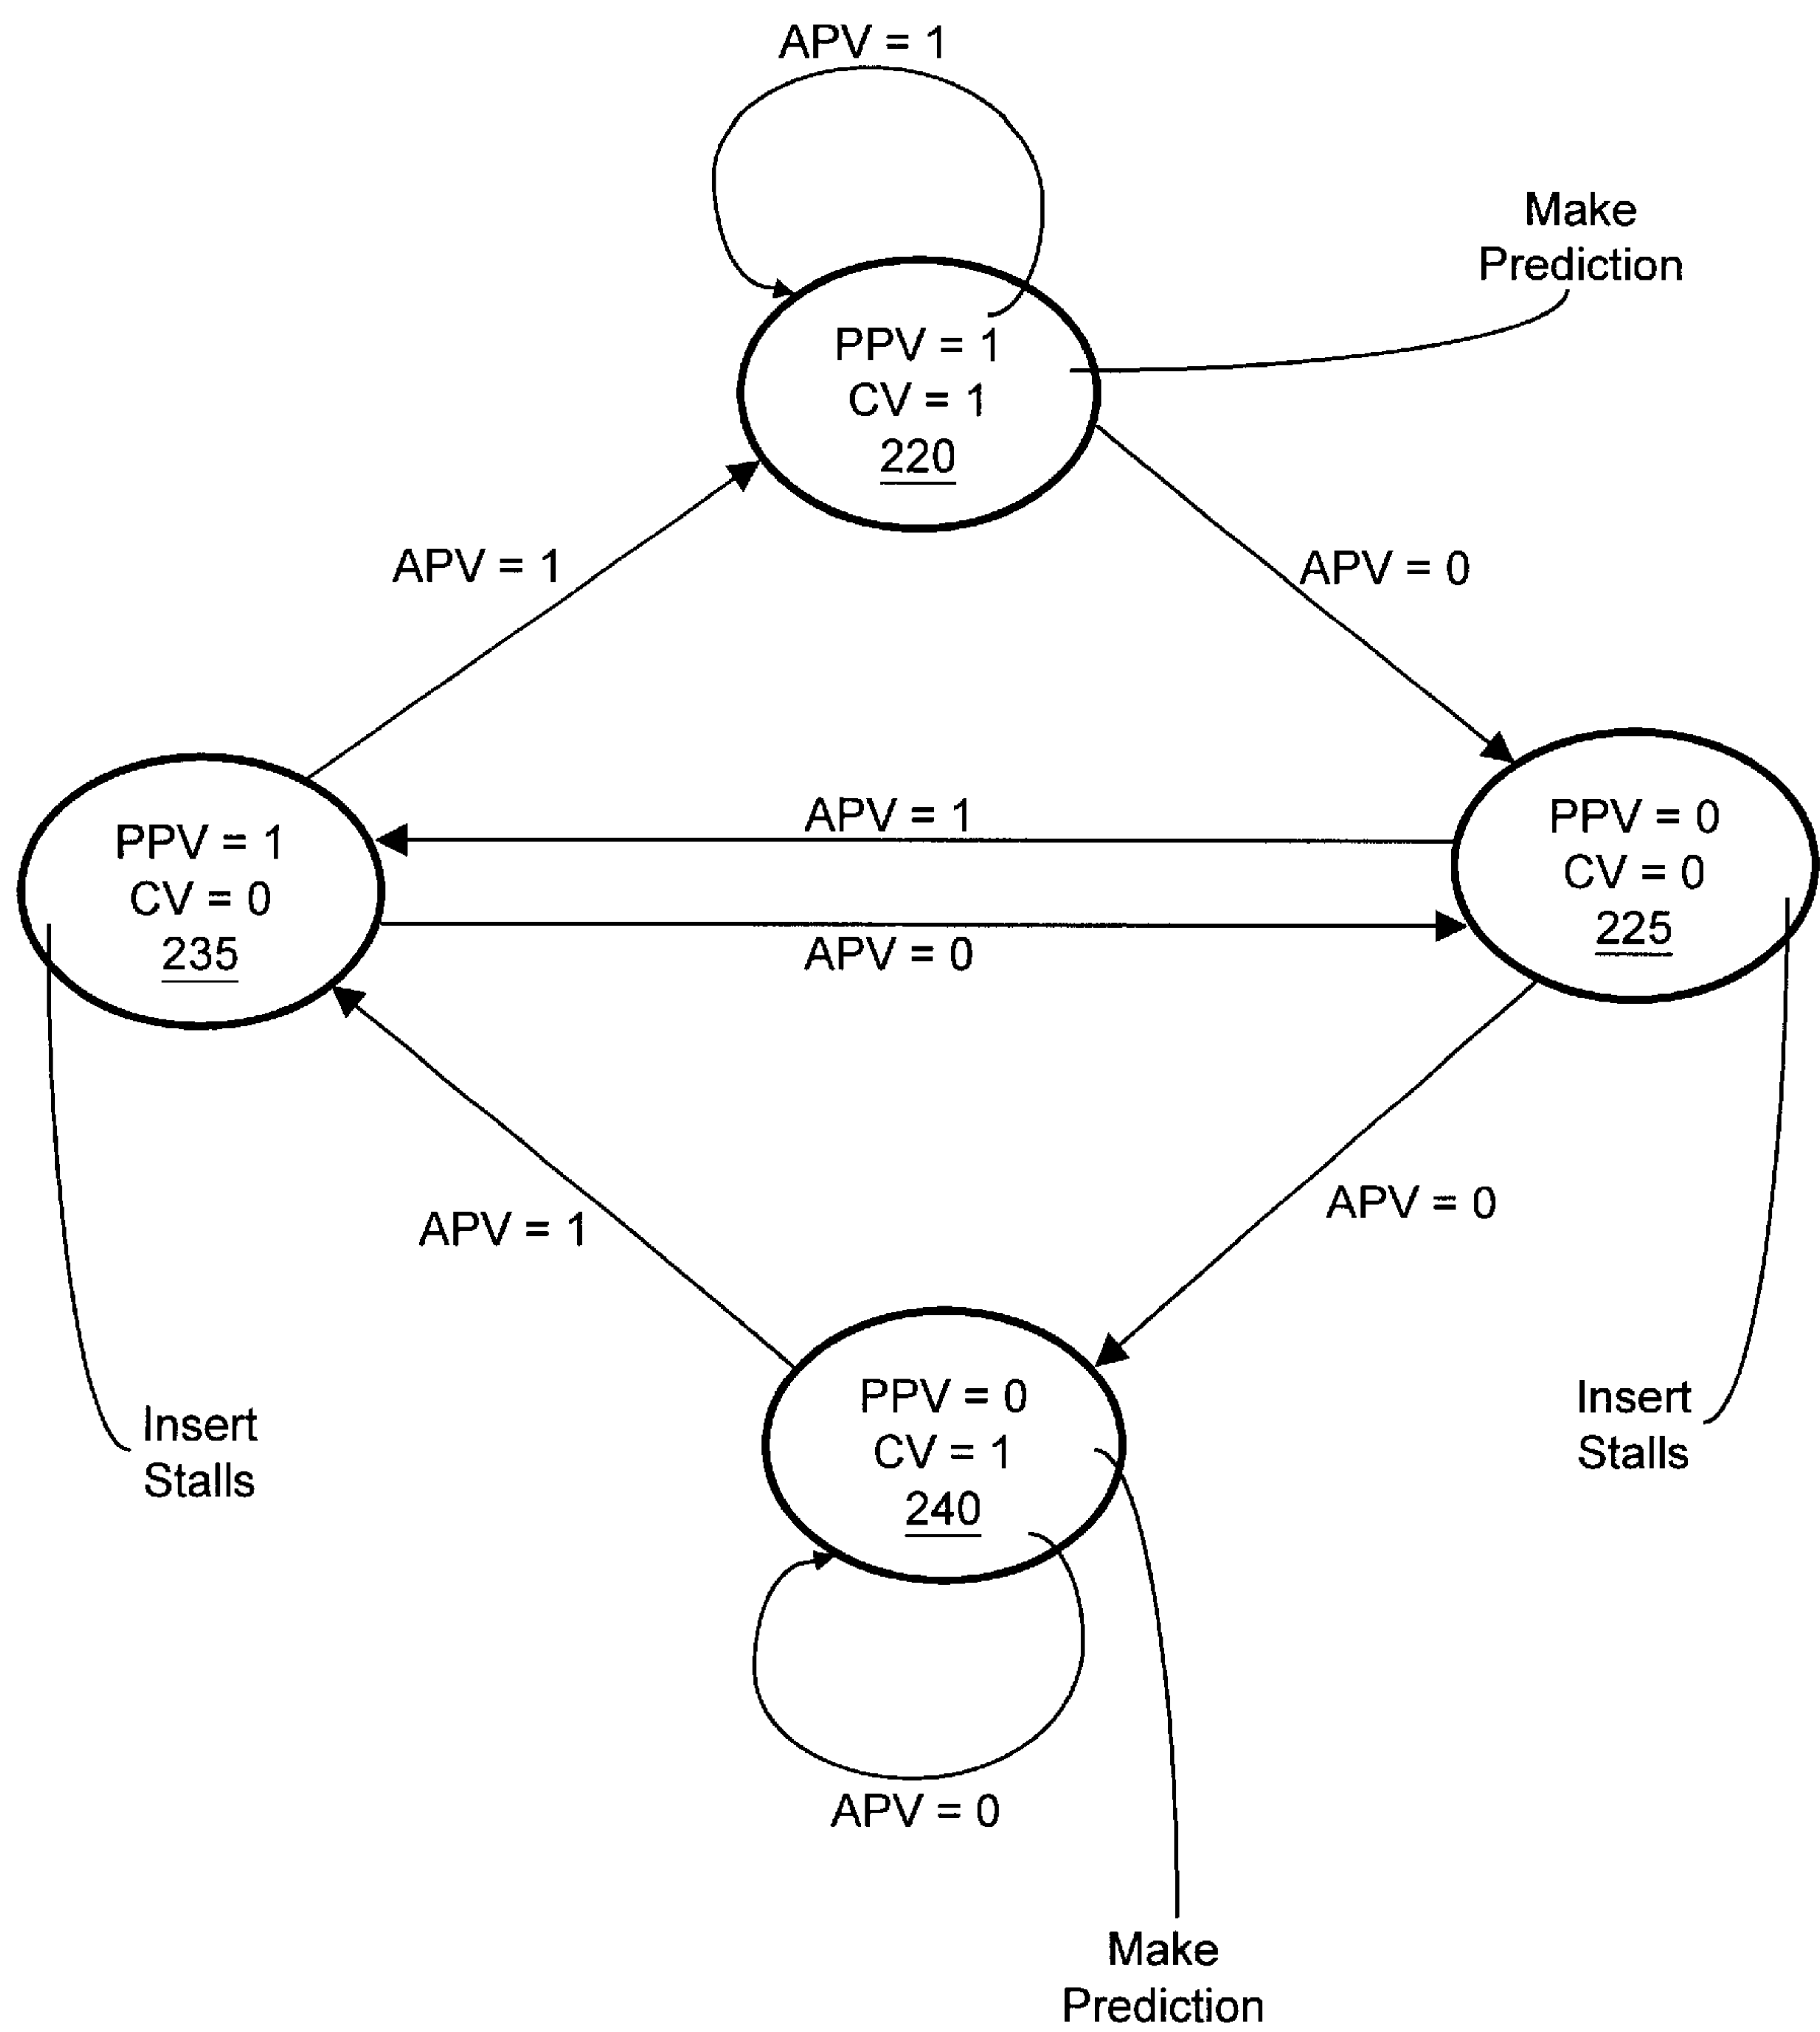 APV = 1
Make
Prediction
PPV = 1
CV = 1
220
APV = 1
APV = 0
PPV = 1
CV = 0
235
APV = 1
APV = 0
PPV = 0
CV = 0
225
APV = 1
APV = 0
Insert
Stalls
PPV = 0
CV = 1
240
Insert
Stalls
APV = 0
Make
Prediction